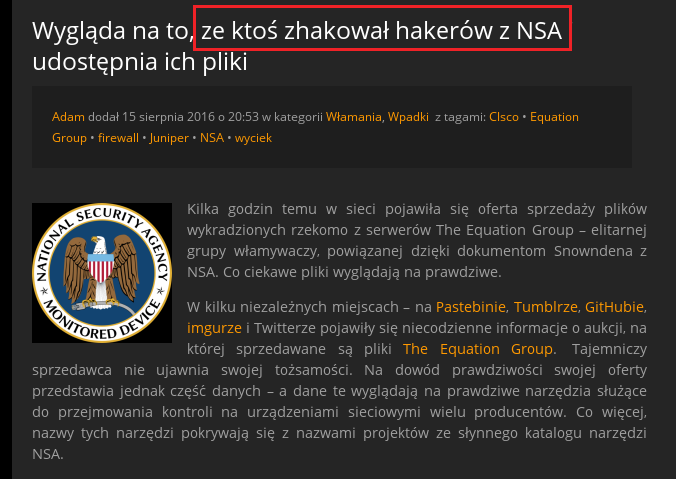 Wygląda na to, ze ktoś zhakował hakerów z NSA
udostępnia ich pliki
Adam dodał 15 sierpnia 2016 o 20:53 w kategorii Włamania, Wpadki z tagami: CIsco • Equation
Group • firewall • Juniper • NSA • wyciek
NATIONAL SECURITY AGENCY
MONITORED DEVICE
Kilka godzin temu w sieci pojawiła się oferta sprzedaży plików
wykradzionych rzekomo z serwerów The Equation Group – elitarnej
grupy włamywaczy, powiązanej dzięki dokumentom Snowndena z
NSA. Co ciekawe pliki wyglądają na prawdziwe.
W kilku niezależnych miejscach – na Pastebinie, Tumblrze, GitHubie,
imgurze i Twitterze pojawiły się niecodzienne informacje o aukcji, na
której sprzedawane są pliki The Equation Group. Tajemniczy
sprzedawca nie ujawnia swojej tożsamości. Na dowód prawdziwości swojej oferty
przedstawia jednak część danych – a dane te wyglądają na prawdziwe narzędzia służące
do przejmowania kontroli na urządzeniami sieciowymi wielu producentów. Co więcej,
nazwy tych narzędzi pokrywają się z nazwami projektów ze słynnego katalogu narzędzi
NSA.